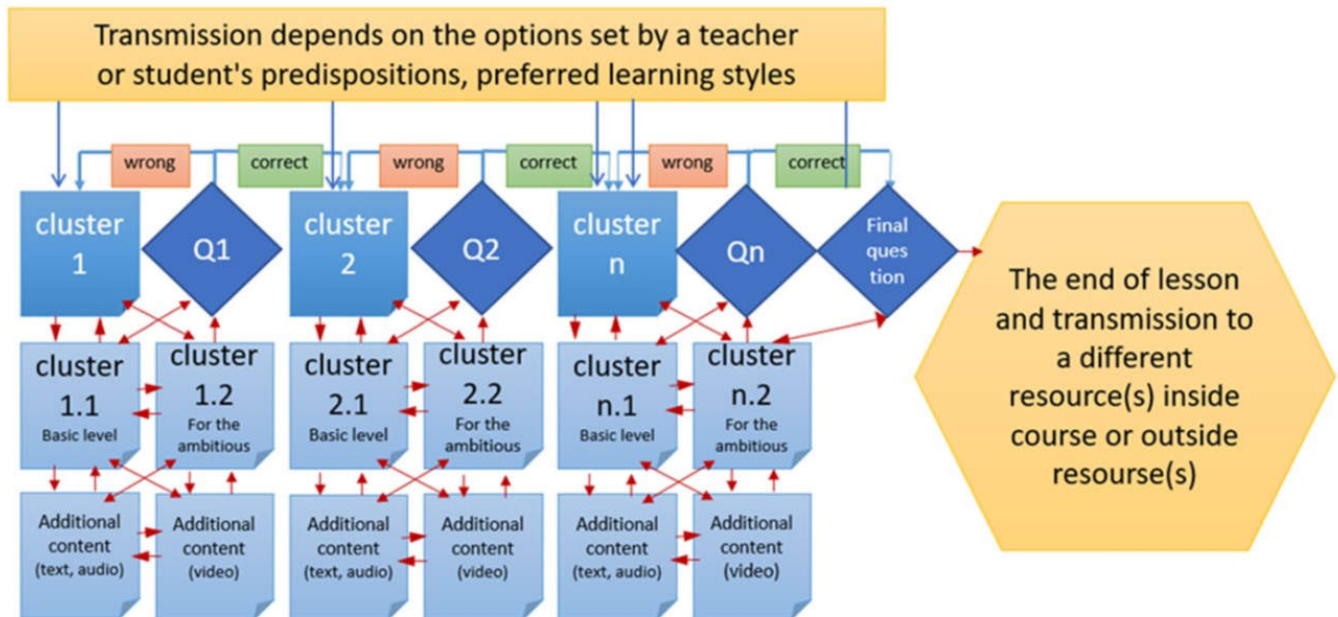 Transmission depends on the options set by a teacher
or student's predispositions, preferred learning styles
wrong
correct
wrong
correct
wrong
correct
cluster
1
Q1
cluster
2
Q2
cluster
n
Qn
Final
ques
tion
cluster
1.1
Basic level
cluster
1.2
For the
ambitious
cluster
2.1
Basic level
cluster
2.2
For the
ambitious
cluster
n.1
Basic level
cluster
n.2
For the
ambitious
Additional
content
(text, audio)
Additional
content
(video)
Additional
content
(text, audio)
Additional
content
(video)
Additional
content
(text, audio)
Additional
content
(video)
The end of lesson
and transmission to
a different
resource(s) inside
course or outside
resourse(s)